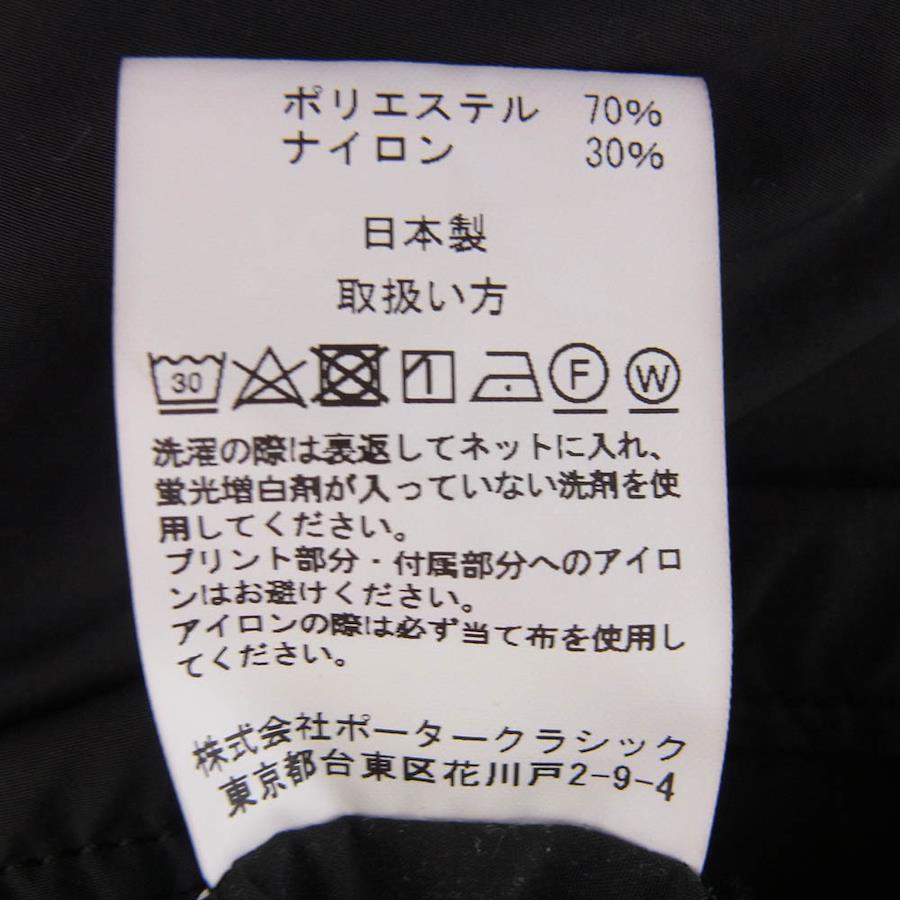 ポリエステル 70%
ナイロン 30%
日本製
取扱い方
30 F W
洗濯の際は裏返してネットに入れ、
蛍光増白剤が入っていない洗剤を使
用してください。
プリント部分・付属部分へのアイロ
ンはお避けください。
アイロンの際は必ず当て布を使用し
てください。
株式会社ポータークラシック
東京都台東区花川戸2-9-4